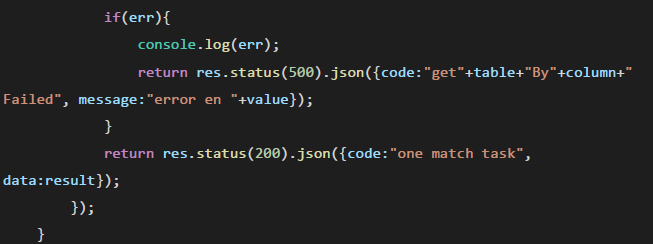 if(err){
console.log(err);
return res.status(500).json({code:"get"+table+"By"+column+"
Failed", message:"error en "+value});
}
return res.status(200).json({code:"one match task",
data:result});
});
}